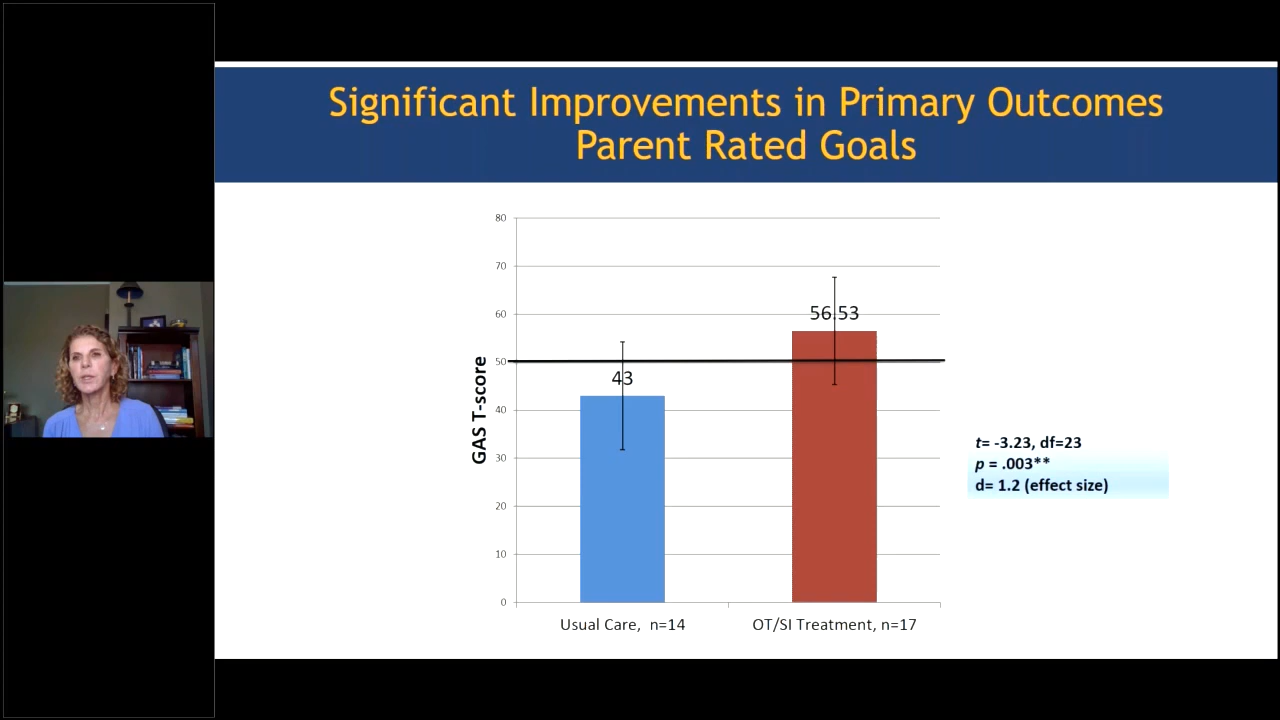 Significant Improvements in Primary Outcomes
Parent Rated Goals
80
70
60
50
40
30
20
10
0
GAS T-score
43
56.53
Usual Care, n=14
OT/SI Treatment, n=17
t= -3.23, df=23
p = .003**
d= 1.2 (effect size)